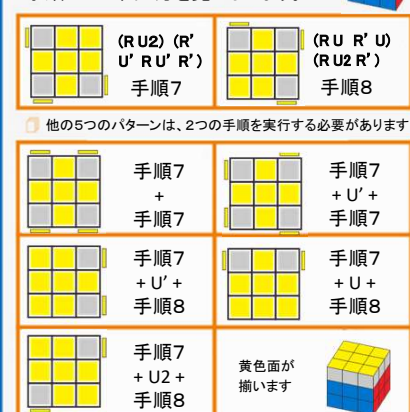 (R U2) (R'
U' R U' R')
手順7
(R U R' U)
(R U2 R')
手順8
他の5つのパターンは、2つの手順を実行する必要があります
手順7
+
手順7
手順7
+ U' +
手順7
手順7
+ U' +
手順8
手順7
+ U +
手順8
手順7
+ U2 +
手順8
黄色面が
揃います